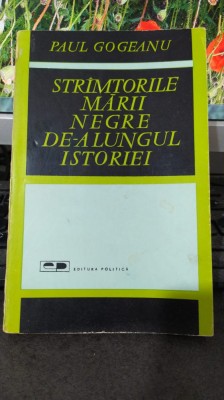 PAUL GOGEANU
STRÎMTORILE
MĂRII
NEGRE
DE-A LUNGUL
ISTORIEI
ep EDITURA POLITICĂ